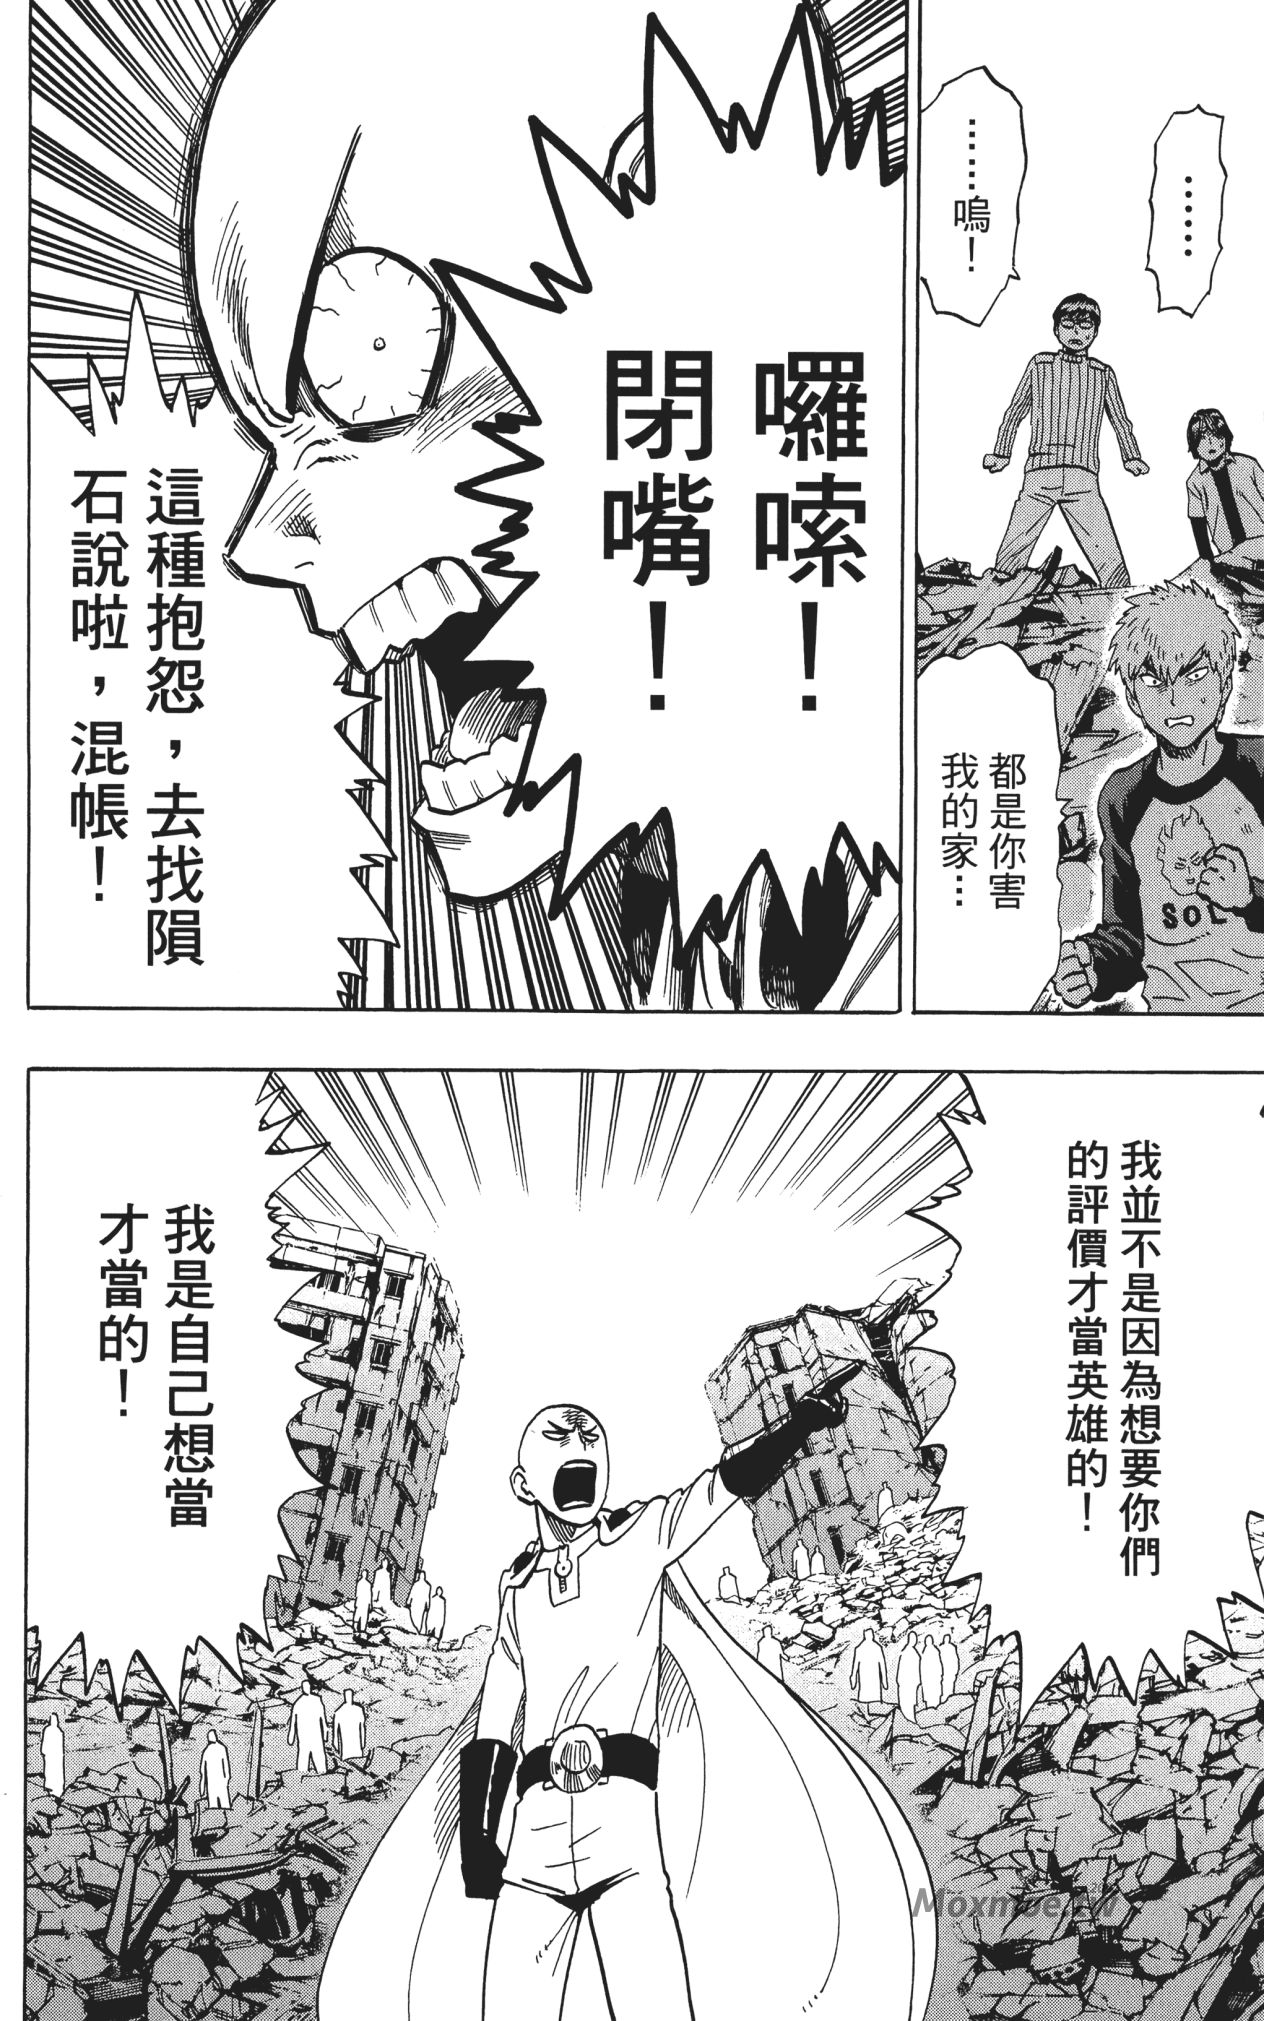 ……
……嗚！
都是你害
我的家…
SOL
囉嗦！
閉嘴！
這種抱怨，去找隕
石說啦，混帳！
我並不是因為想要你們
的評價才當英雄的！
我是自己想當
才當的！
Moxmoe.tw